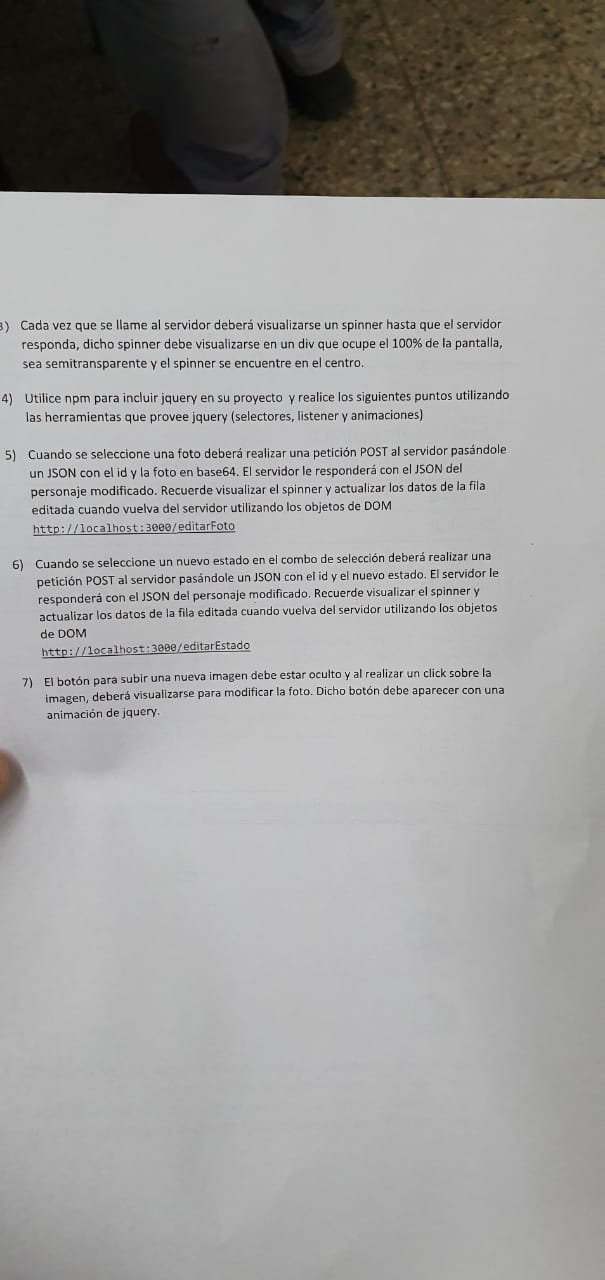 3) Cada vez que se llame al servidor deberá visualizarse un spinner hasta que el servidor
responda, dicho spinner debe visualizarse en un div que ocupe el 100% de la pantalla,
sea semitransparente y el spinner se encuentre en el centro.
4) Utilice npm para incluir jquery en su proyecto y realice los siguientes puntos utilizando
las herramientas que provee jquery (selectores, listener y animaciones)
5) Cuando se seleccione una foto deberá realizar una petición POST al servidor pasándole
un JSON con el id y la foto en base64. El servidor le responderá con el JSON del
personaje modificado. Recuerde visualizar el spinner y actualizar los datos de la fila
editada cuando vuelva del servidor utilizando los objetos de DOM
http://localhost:3000/editarFoto
6) Cuando se seleccione un nuevo estado en el combo de selección deberá realizar una
petición POST al servidor pasándole un JSON con el id y el nuevo estado. El servidor le
responderá con el JSON del personaje modificado. Recuerde visualizar el spinner y
actualizar los datos de la fila editada cuando vuelva del servidor utilizando los objetos
de DOM
http://localhost:3000/editarEstado
7) El botón para subir una nueva imagen debe estar oculto y al realizar un click sobre la
imagen, deberá visualizarse para modificar la foto. Dicho botón debe aparecer con una
animación de jquery.